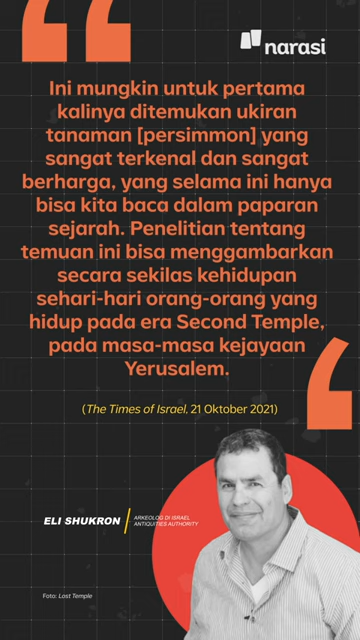 narasi
Ini mungkin untuk pertama
kalinya ditemukan ukiran
tanaman [persimmon] yang
sangat terkenal dan sangat
berharga, yang selama ini hanya
bisa kita baca dalam paparan
sejarah. Penelitian tentang
temuan ini bisa menggambarkan
secara sekilas kehidupan
sehari-hari orang-orang yang
hidup pada era Second Temple,
pada masa-masa kejayaan
Yerusalem.
(The Times of Israel, 21 Oktober 2021)
ELI SHUKRON
ARKEOLOG DI ISRAEL
ANTIQUITIES AUTHORITY
Foto: Lost Temple